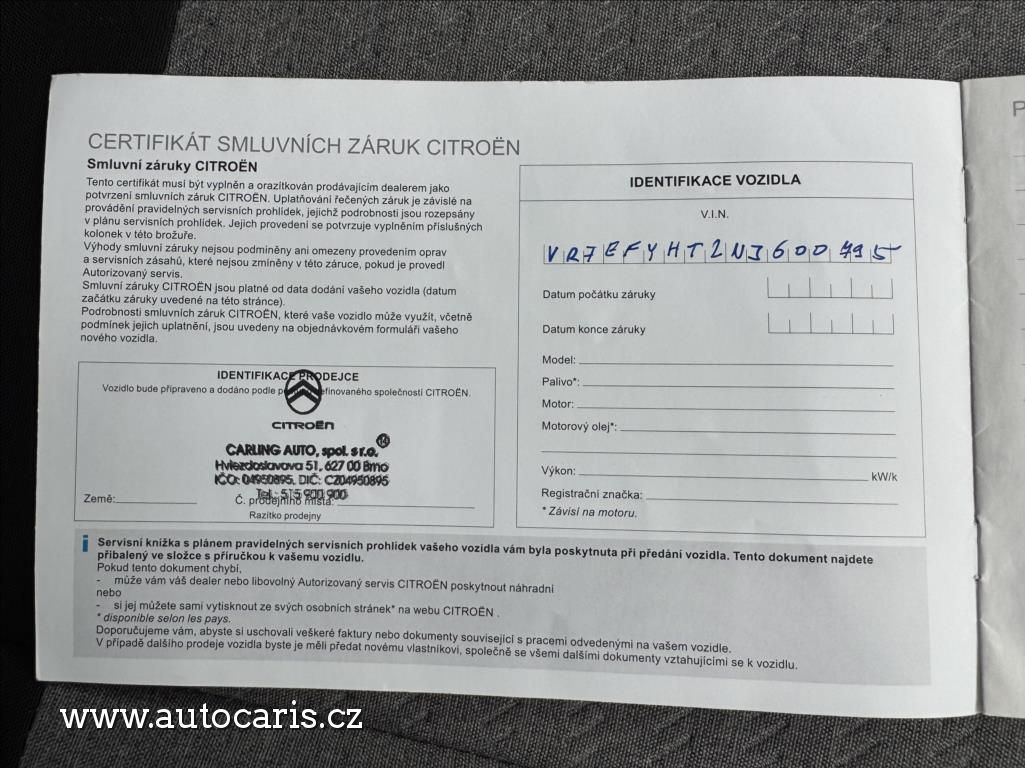 CERTIFIKÁT SMLUVNÍCH ZÁRUK CITROËN
Smluvní záruky CITROËN
Tento certifikát musí být vyplněn a orazítkován prodávajícím dealerem jako
potvrzení smluvních záruk CITROËN. Uplatňování řečených záruk je závislé na
provádění pravidelných servisních prohlídek, jejichž podrobnosti jsou rozepsány
v plánu servisních prohlídek. Jejich provedení se potvrzuje vyplněním příslušných
kolonek v této brožuře.
Výhody smluvní záruky nejsou podmíněny ani omezeny provedením oprav
a servisních zásahů, které nejsou zmíněny v této záruce, pokud je provedl
Autorizovaný servis.
Smluvní záruky CITROËN jsou platné od data dodání vašeho vozidla (datum
začátku záruky uvedené na této stránce).
Podrobnosti smluvních záruk CITROËN, které vaše vozidlo může využít, včetně
podmínek jejich uplatnění, jsou uvedeny na objednávkovém formuláři vašeho
nového vozidla.
IDENTIFIKACE PRODEJCE
Vozidlo bude připraveno a dodáno podle definovaného společností CITROËN.
CITROËN
CARLING AUTO, spol. s r.o. 14
Hviezdoslavova 51, 627 00 Brno
IČO: 04950895, DIČ: CZ04950895
Tel.: 515 900 900
Země: Č. prodejního místa:
Razítko prodejny
IDENTIFIKACE VOZIDLA
V.I.N.
VR7EFYHT2NJ600795
Datum počátku záruky
Datum konce záruky
Model:
Palivo*:
Motor:
Motorový olej*:
Výkon: kW/k
Registrační značka:
* Závisí na motoru.
i Servisní knížka s plánem pravidelných servisních prohlídek vašeho vozidla vám byla poskytnuta při předání vozidla. Tento dokument najdete
přibalený ve složce s příručkou k vašemu vozidlu.
Pokud tento dokument chybí,
- může vám váš dealer nebo libovolný Autorizovaný servis CITROËN poskytnout náhradní
nebo
- si jej můžete sami vytisknout ze svých osobních stránek* na webu CITROËN .
* disponible selon les pays.
Doporučujeme vám, abyste si uschovali veškeré faktury nebo dokumenty související s pracemi odvedenými na vašem vozidle.
V případě dalšího prodeje vozidla byste je měli předat novému vlastníkovi, společně se všemi dalšími dokumenty vztahujícími se k vozidlu.
P
www.autocaris.cz